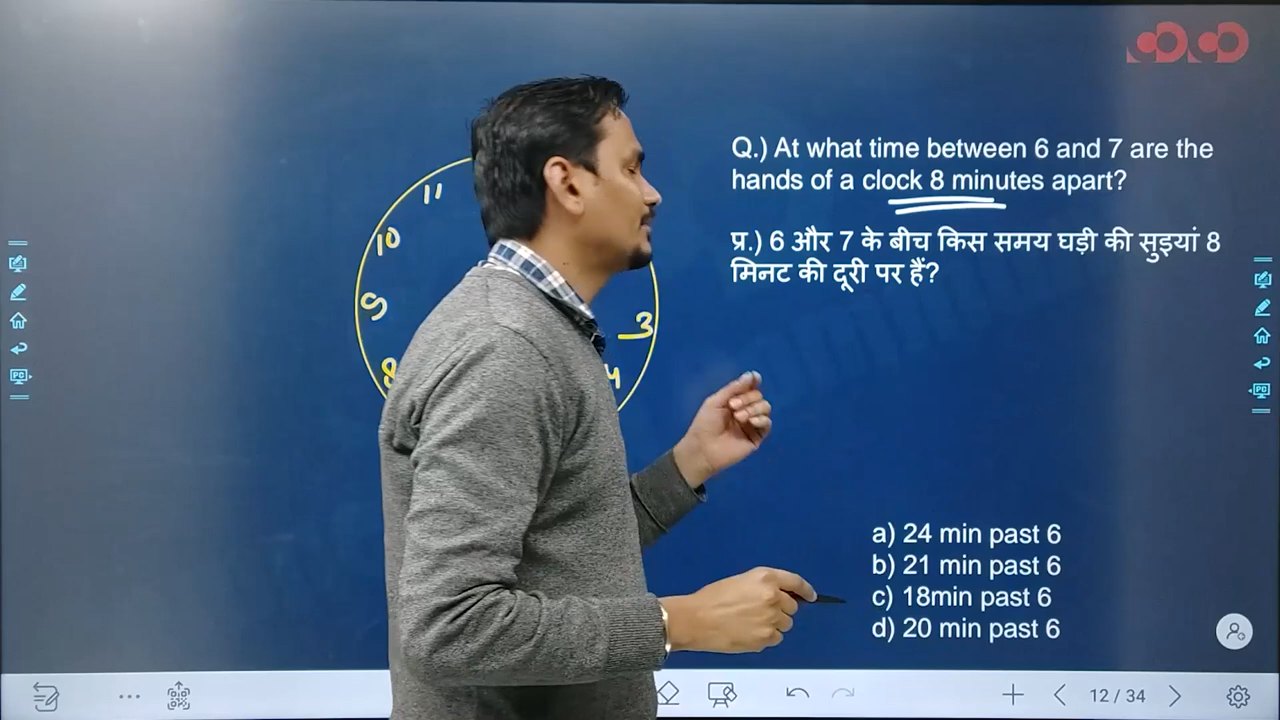 Q.) At what time between 6 and 7 are the
hands of a clock 8 minutes apart?
प्र.) 6 और 7 के बीच किस समय घड़ी की सुइयां 8
मिनट की दूरी पर हैं?
11
10
9
8
3
4
a) 24 min past 6
b) 21 min past 6
c) 18min past 6
d) 20 min past 6
PC
PC
12 / 34